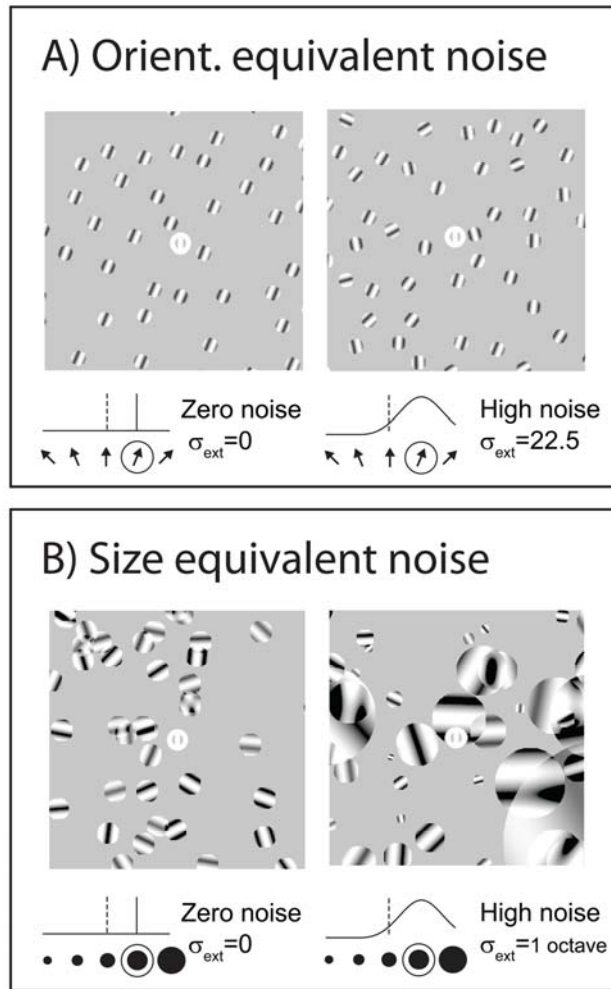 A) Orient. equivalent noise
Zero noise
σext=0
High noise
σext=22.5
B) Size equivalent noise
Zero noise
σext=0
High noise
σext=1 octave